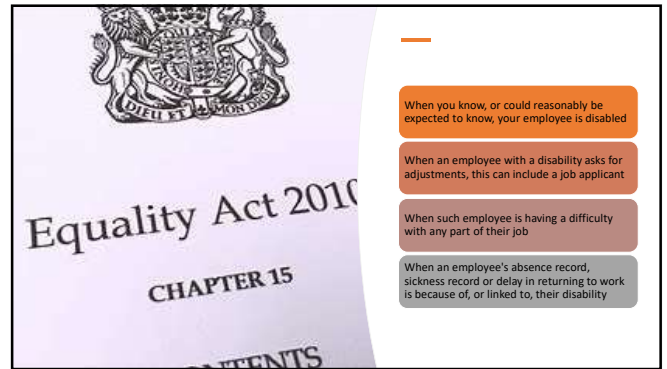 DIEU ET MON DROIT
Equality Act 2010
CHAPTER 15
CONTENTS
When you know, or could reasonably be
expected to know, your employee is disabled
When an employee with a disability asks for
adjustments, this can include a job applicant
When such employee is having a difficulty
with any part of their job
When an employee's absence record,
sickness record or delay in returning to work
is because of, or linked to, their disability